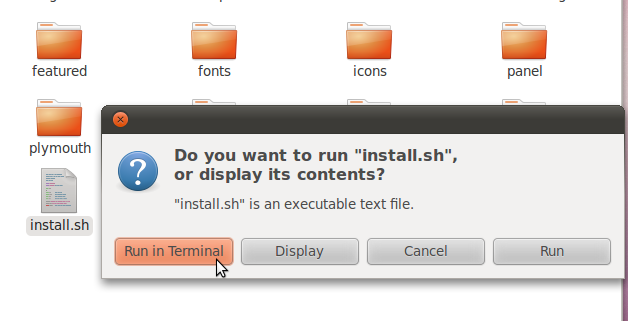 featured
fonts
icons
panel
plymouth
install.sh
Do you want to run "install.sh",
or display its contents?
"install.sh" is an executable text file.
Run in Terminal
Display
Cancel
Run